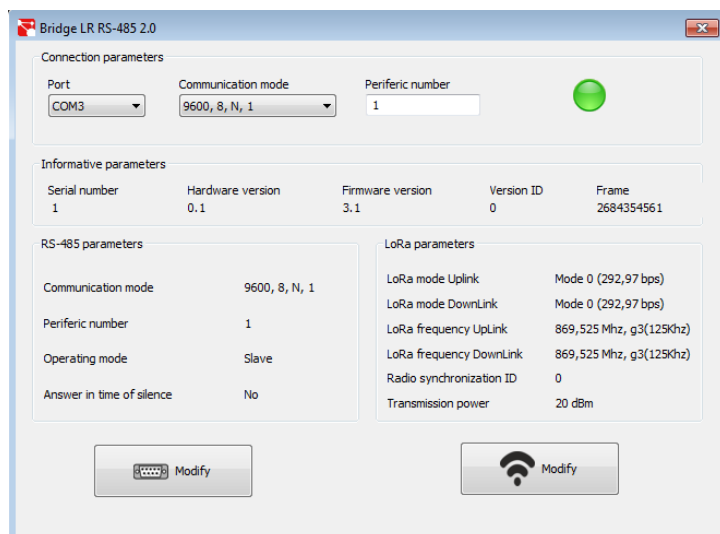 Bridge LR RS-485 2.0
Connection parameters
Port Communication mode Periferic number
COM3 9600, 8, N, 1 1
Informative parameters
Serial number Hardware version Firmware version Version ID Frame
1 0.1 3.1 0 2684354561
RS-485 parameters
Communication mode 9600, 8, N, 1
Periferic number 1
Operating mode Slave
Answer in time of silence No
LoRa parameters
LoRa mode Uplink Mode 0 (292,97 bps)
LoRa mode DownLink Mode 0 (292,97 bps)
LoRa frequency UpLink 869,525 Mhz, g3(125Khz)
LoRa frequency DownLink 869,525 Mhz, g3(125Khz)
Radio synchronization ID 0
Transmission power 20 dBm
Modify Modify